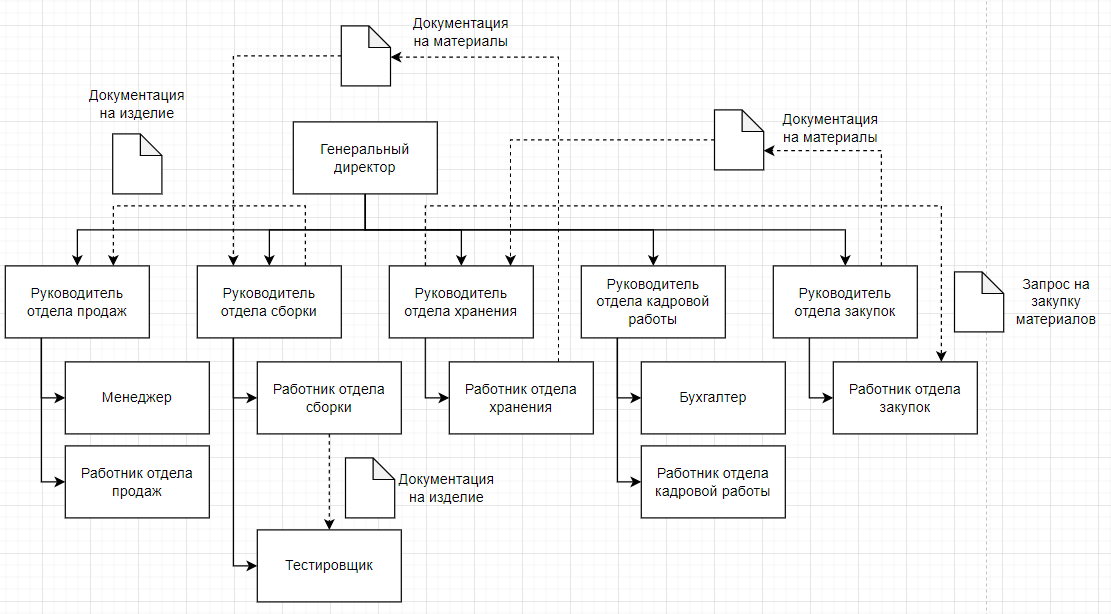 Документация
на материалы
Документация
на изделие
Документация
на материалы
Генеральный
директор
Руководитель
отдела продаж
Руководитель
отдела сборки
Руководитель
отдела хранения
Руководитель
отдела кадровой
работы
Руководитель
отдела закупок
Запрос на
закупку
материалов
Менеджер
Работник отдела
сборки
Работник отдела
хранения
Бухгалтер
Работник отдела
закупок
Работник отдела
продаж
Документация
на изделие
Работник отдела
кадровой работы
Тестировщик